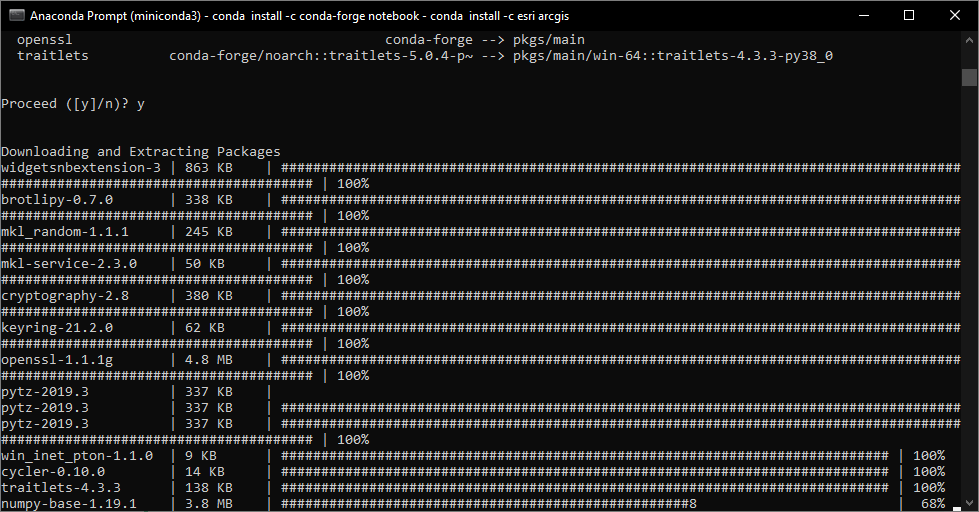 Anaconda Prompt (miniconda3) - conda  install -c conda-forge notebook - conda  install -c esri arcgis
  openssl                                       conda-forge --> pkgs/main
  traitlets          conda-forge/noarch::traitlets-5.0.4-p~ --> pkgs/main/win-64::traitlets-4.3.3-py38_0
Proceed ([y]/n)? y
Downloading and Extracting Packages
widgetsnbextension-3 | 863 KB    | #####################################################################################
####################################### | 100%
brotlipy-0.7.0       | 338 KB    | #####################################################################################
####################################### | 100%
mkl_random-1.1.1     | 245 KB    | #####################################################################################
####################################### | 100%
mkl-service-2.3.0    | 50 KB     | #####################################################################################
####################################### | 100%
cryptography-2.8     | 380 KB    | #####################################################################################
####################################### | 100%
keyring-21.2.0       | 62 KB     | #####################################################################################
####################################### | 100%
openssl-1.1.1g       | 4.8 MB    | #####################################################################################
####################################### | 100%
pytz-2019.3          | 337 KB    |
pytz-2019.3          | 337 KB    | #####################################################################################
pytz-2019.3          | 337 KB    | #####################################################################################
####################################### | 100%
win_inet_pton-1.1.0  | 9 KB      | ############################################################################ | 100%
cycler-0.10.0        | 14 KB     | ############################################################################ | 100%
traitlets-4.3.3      | 138 KB    | ############################################################################ | 100%
numpy-base-1.19.1    | 3.8 MB    | ###################################################8                         |  68%